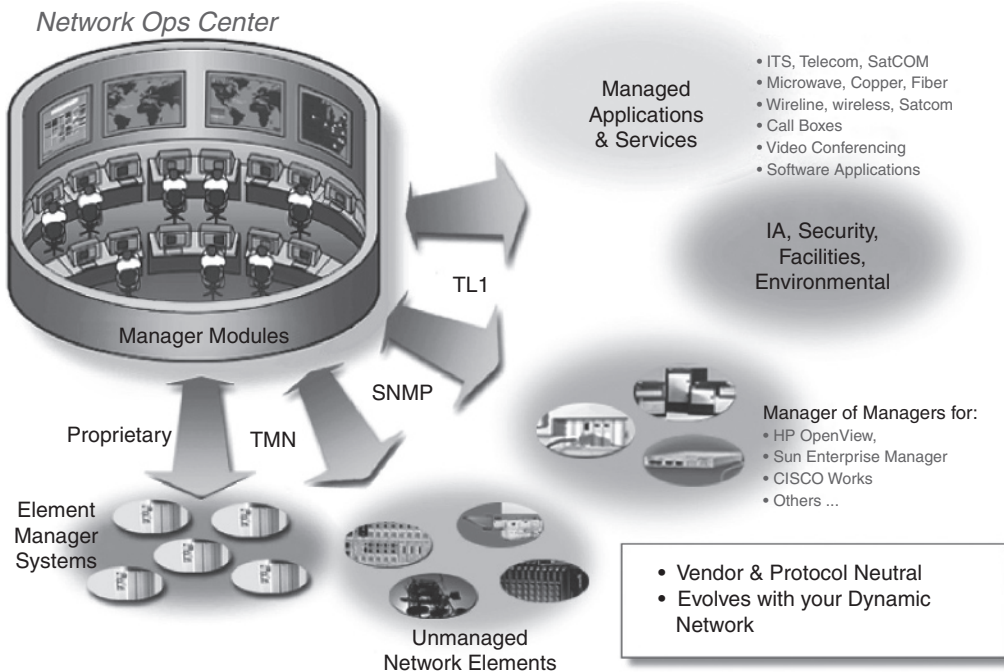 Network Ops Center
Manager Modules
Managed
Applications
& Services
• ITS, Telecom, SatCOM
• Microwave, Copper, Fiber
• Wireline, wireless, Satcom
• Call Boxes
• Video Conferencing
• Software Applications
IA, Security,
Facilities,
Environmental
TL1
SNMP
TMN
Proprietary
Manager of Managers for:
• HP OpenView,
• Sun Enterprise Manager
• CISCO Works
• Others ...
Element
Manager
Systems
Unmanaged
Network Elements
• Vendor & Protocol Neutral
• Evolves with your Dynamic
Network